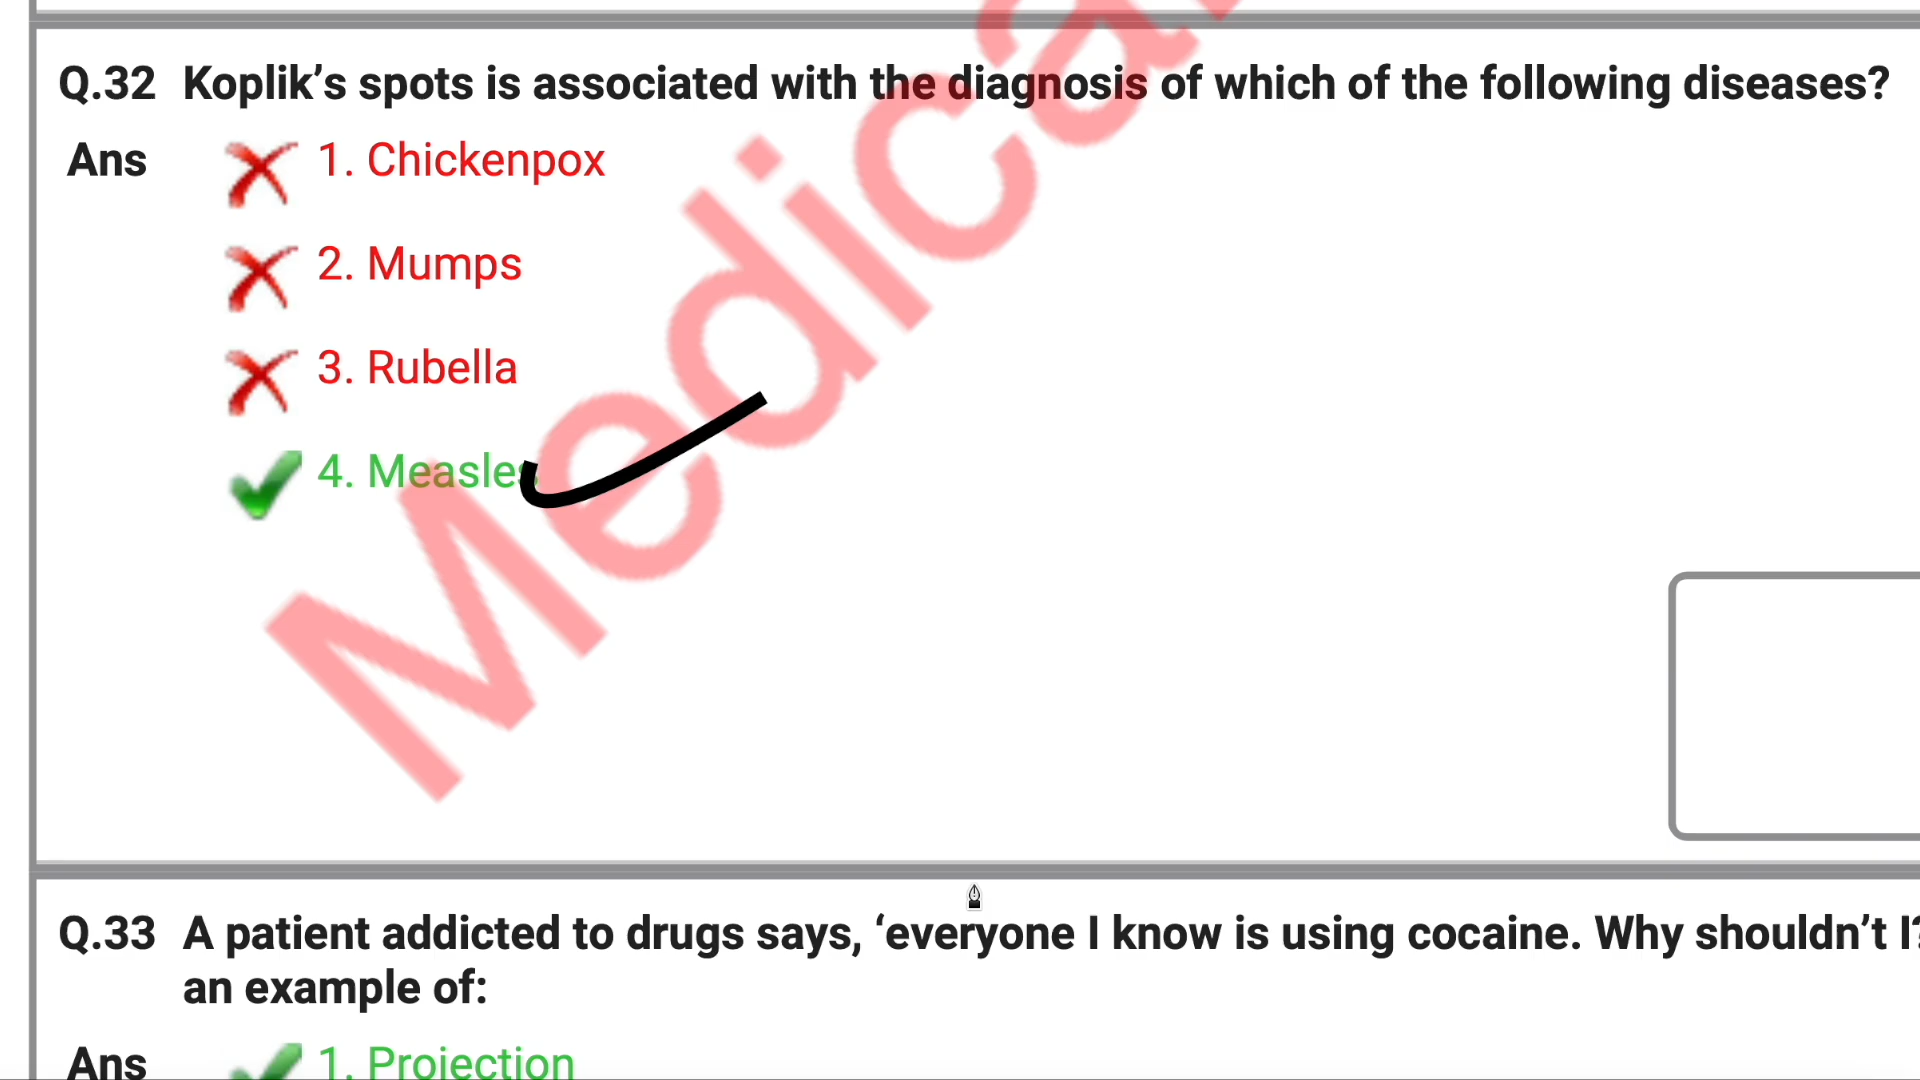 Q.32 Koplik’s spots is associated with the diagnosis of which of the following diseases?
Ans 1. Chickenpox
2. Mumps
3. Rubella
4. Measles
Medica
Q.33 A patient addicted to drugs says, ‘everyone I know is using cocaine. Why shouldn’t I?
an example of:
Ans 1. Projection